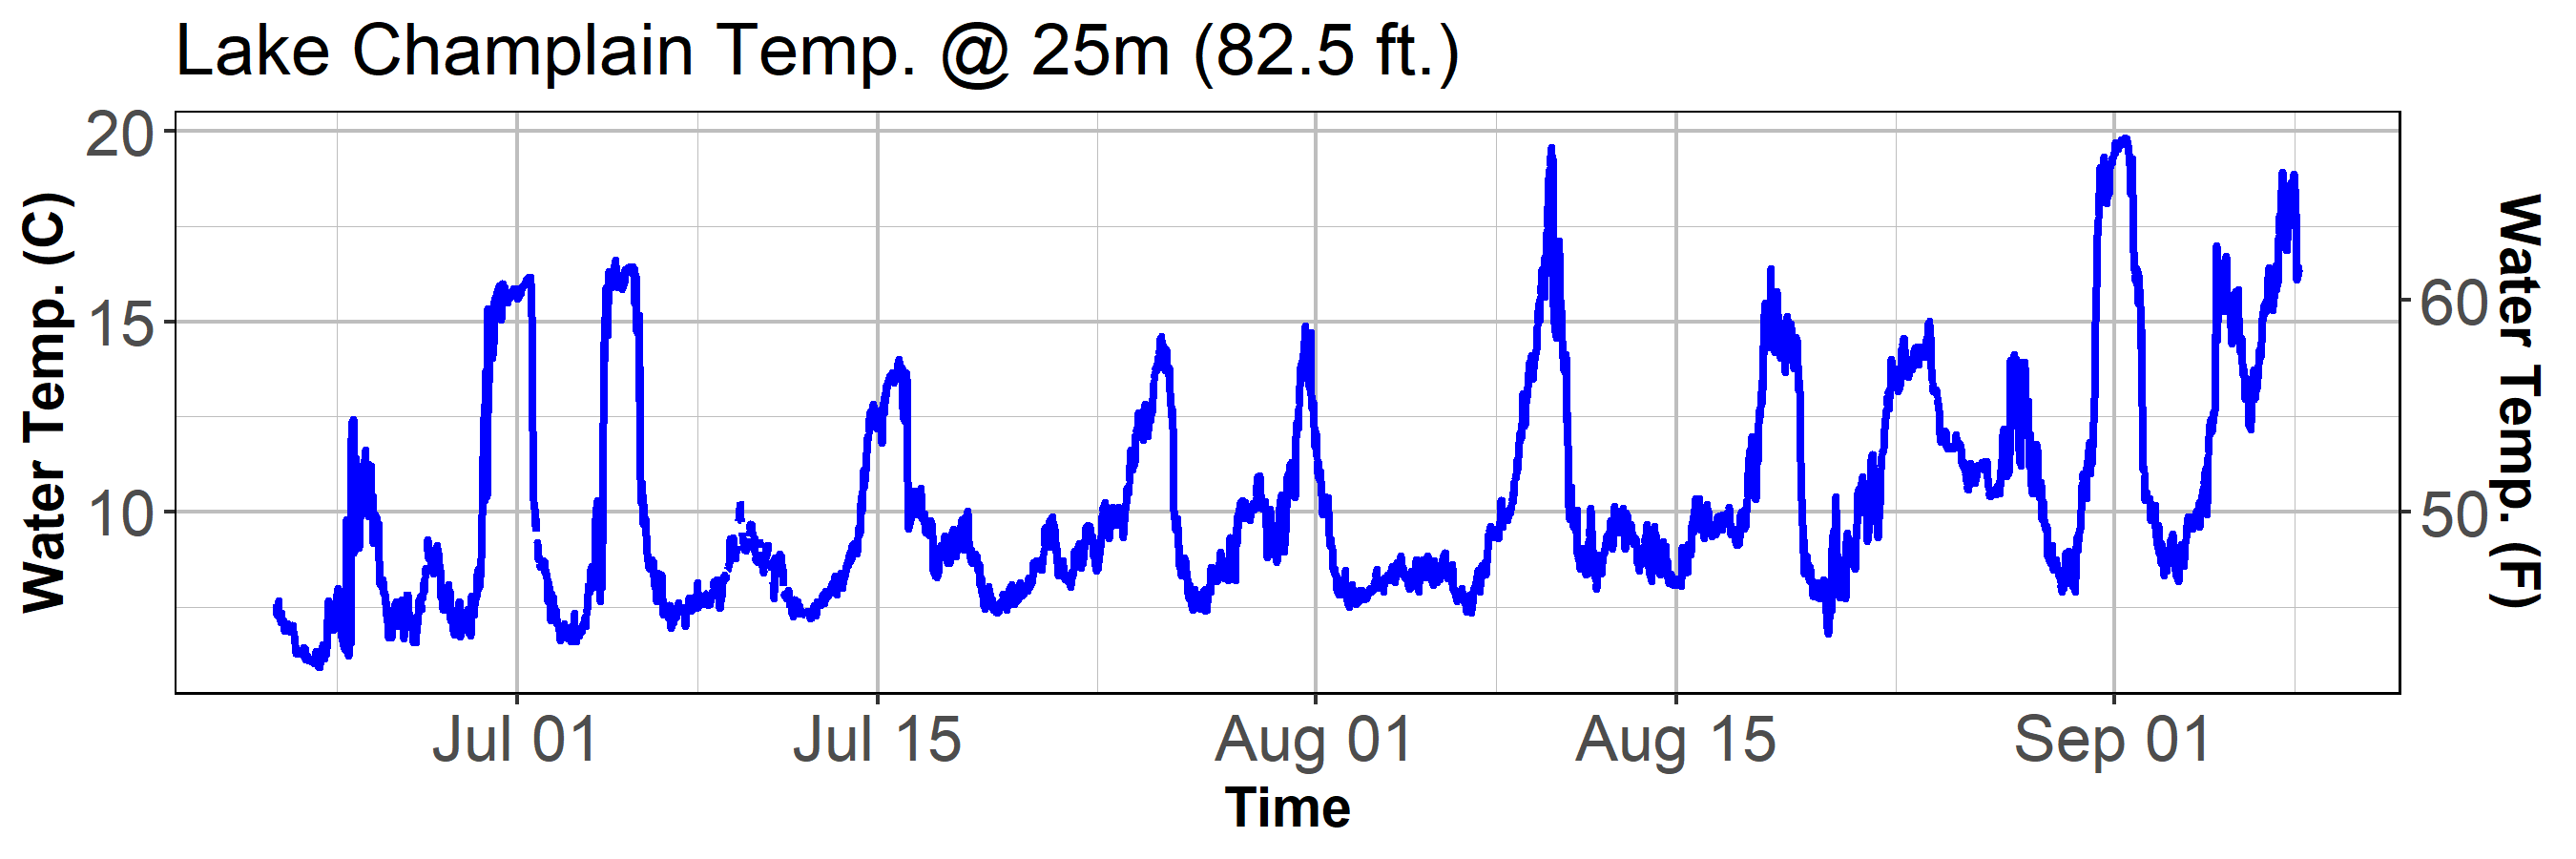 Lake Champlain Temp. @ 25m (82.5 ft.)
Water Temp. (C)
20
15
10
60
50
Water Temp. (F)
Jul 01 Jul 15 Aug 01 Aug 15 Sep 01
Time